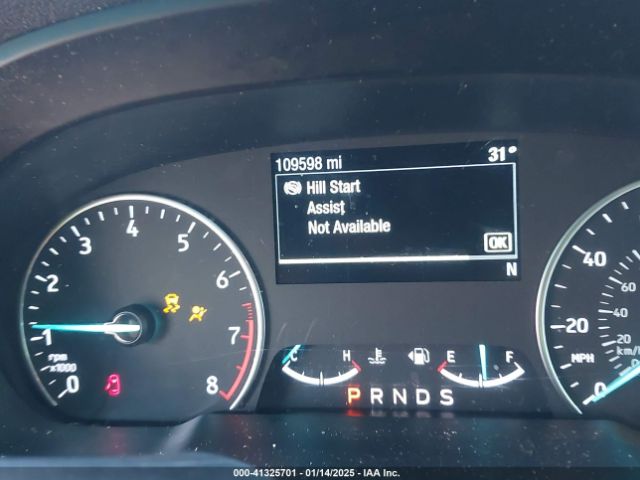 109598 mi 31°
Hill Start
Assist
Not Available
OK
N
0 1 2 3 4 5 6 7 8
rpm
x1000
C H E F
P R N D S
0 20 40
MPH
0 20 40 60
km/h
000-41325701 - 01/14/2025 - IAA Inc.